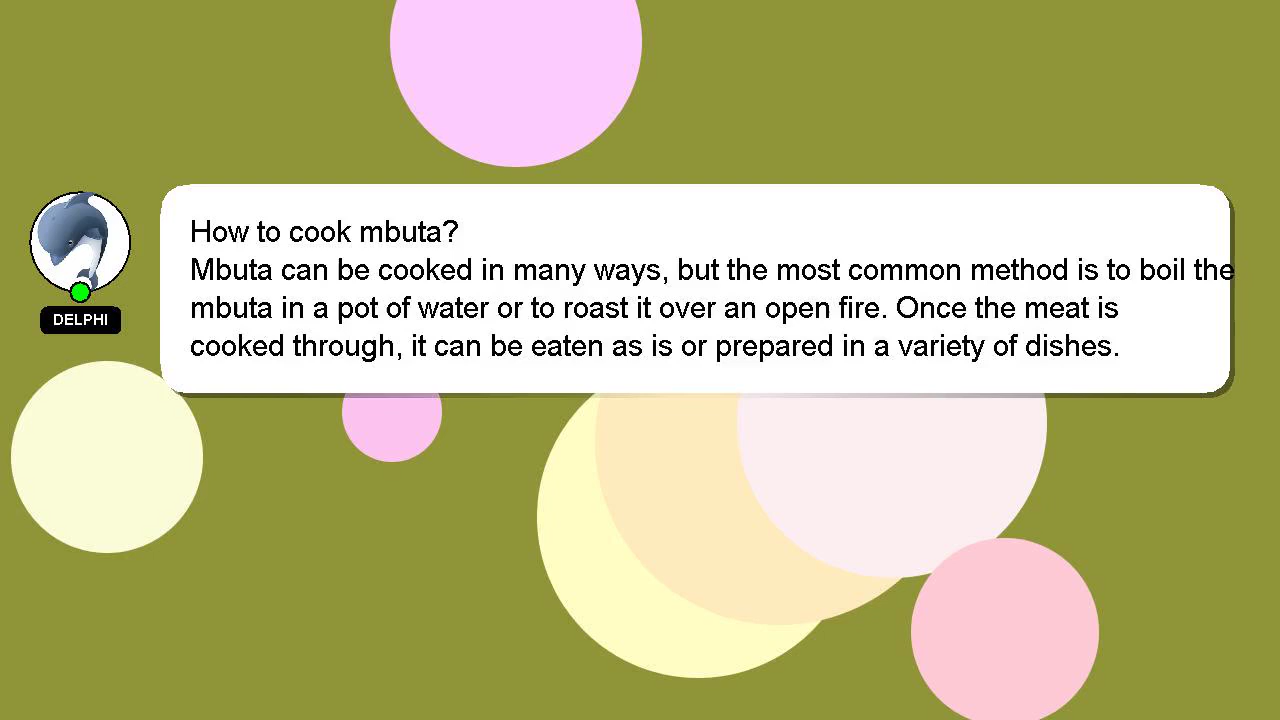 How to cook mbuta?
Mbuta can be cooked in many ways, but the most common method is to boil the
mbuta in a pot of water or to roast it over an open fire. Once the meat is
cooked through, it can be eaten as is or prepared in a variety of dishes.
DELPHI